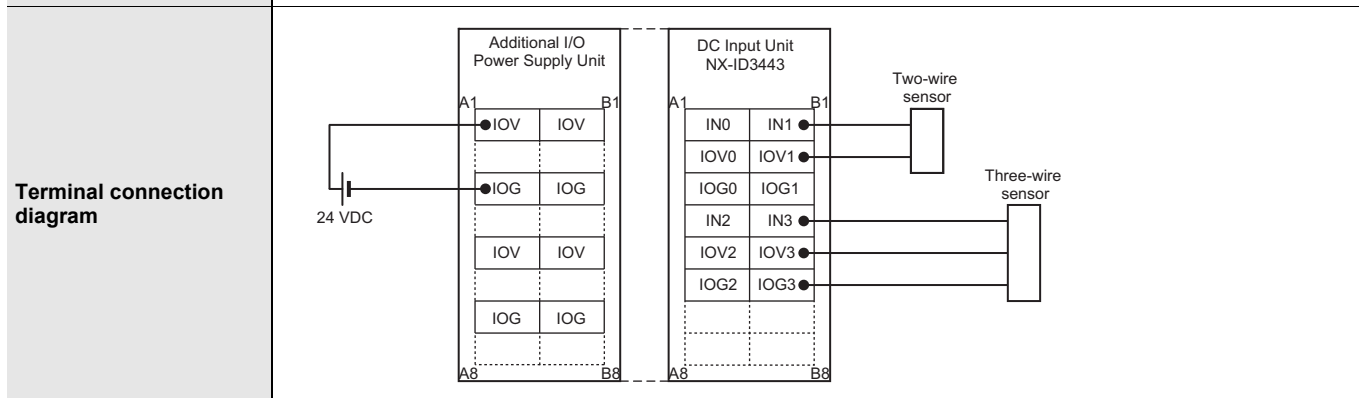 Terminal connection
diagram
Additional I/O
Power Supply Unit
A1 B1
IOV IOV
IOG IOG
IOV IOV
IOG IOG
A8 B8
24 VDC
DC Input Unit
NX-ID3443
A1 B1
IN0 IN1
IOV0 IOV1
IOG0 IOG1
IN2 IN3
IOV2 IOV3
IOG2 IOG3
A8 B8
Two-wire
sensor
Three-wire
sensor